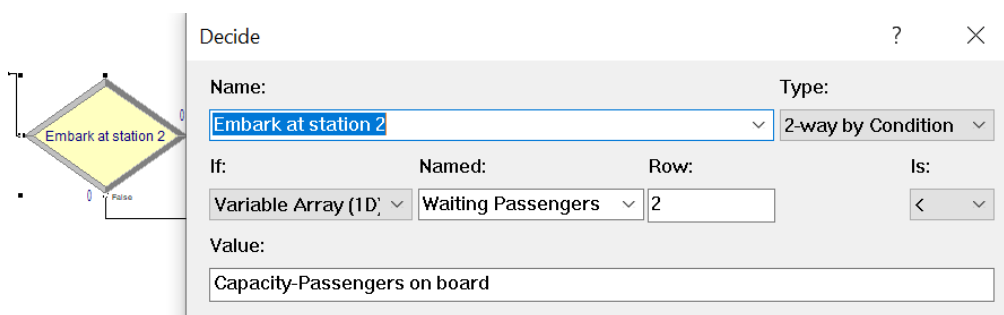 Decide
?
Name:
Type:
Embark at station 2
2-way by Condition
If:
Named:
Row:
Is:
Variable Array (1D)
Waiting Passengers
2
<
Value:
Capacity-Passengers on board
Embark at station 2
0
0
False